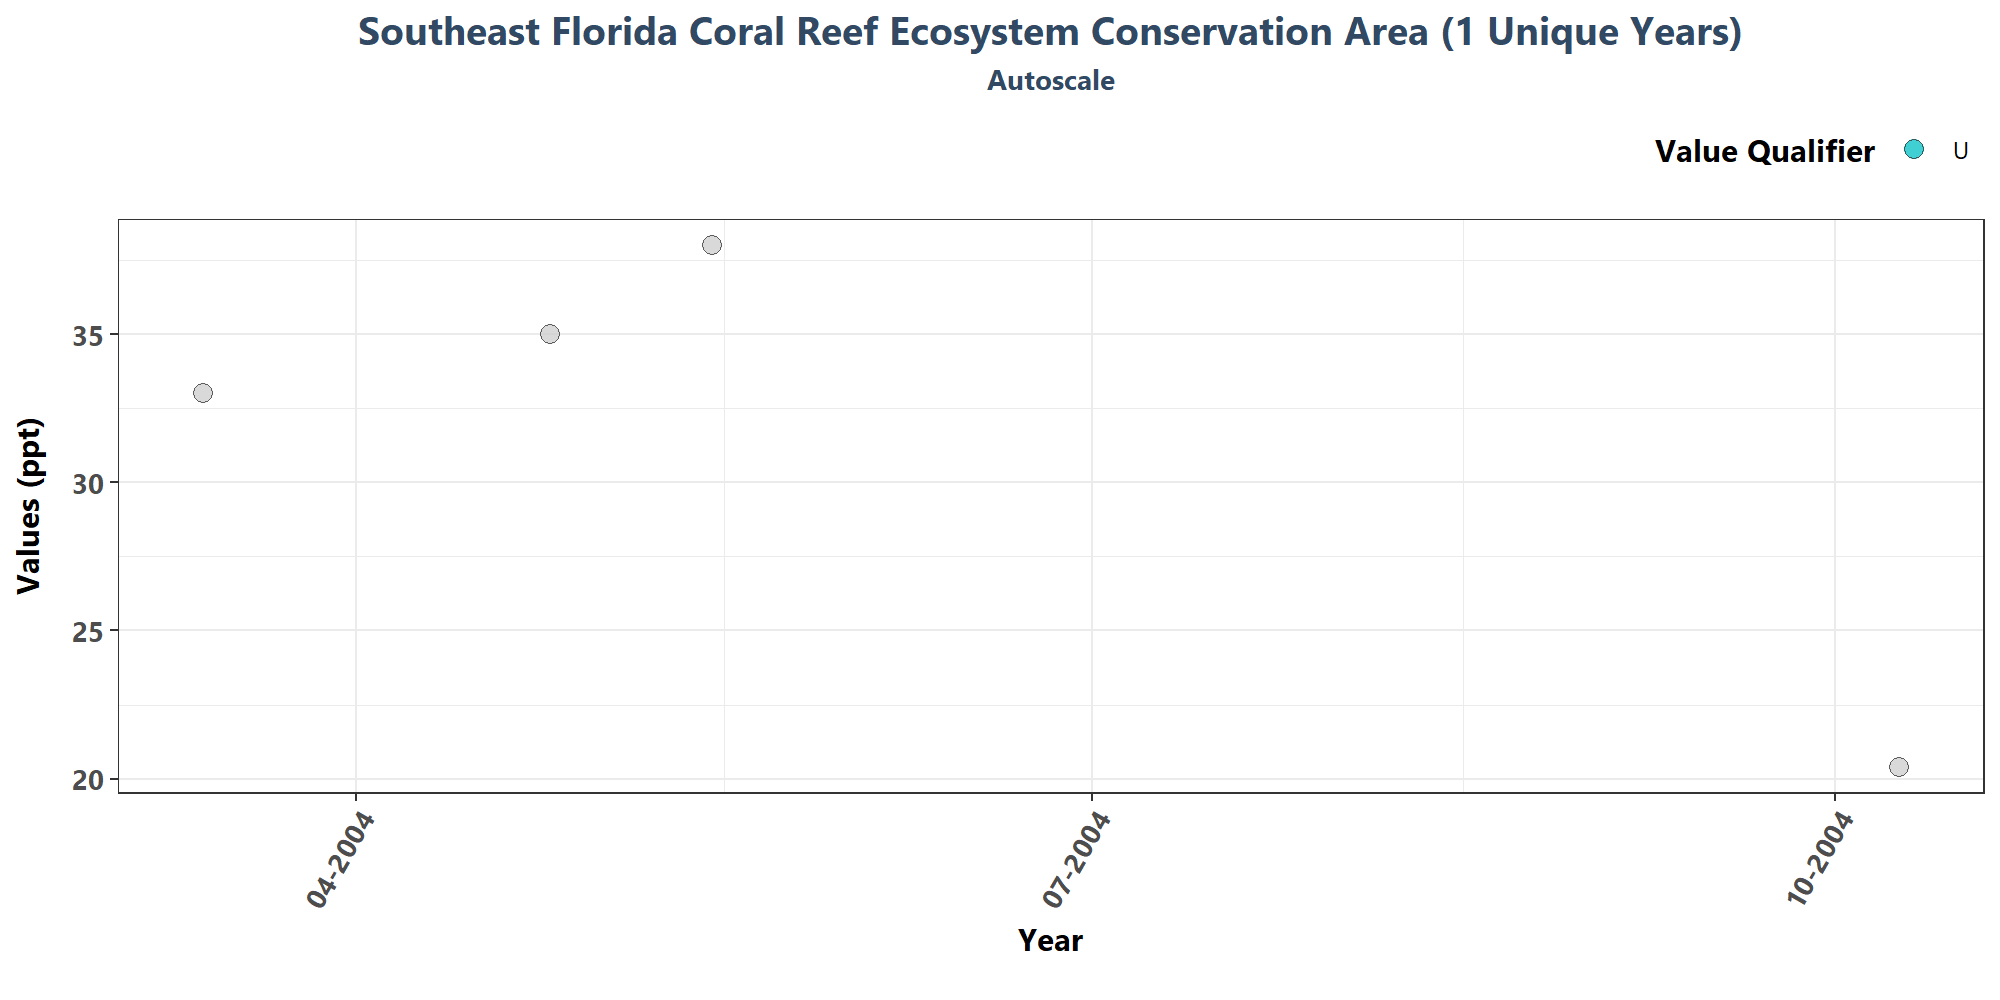 Southeast Florida Coral Reef Ecosystem Conservation Area (1 Unique Years)
Autoscale
Value Qualifier U
Values (ppt)
35
30
25
20
04-2004 07-2004 10-2004
Year